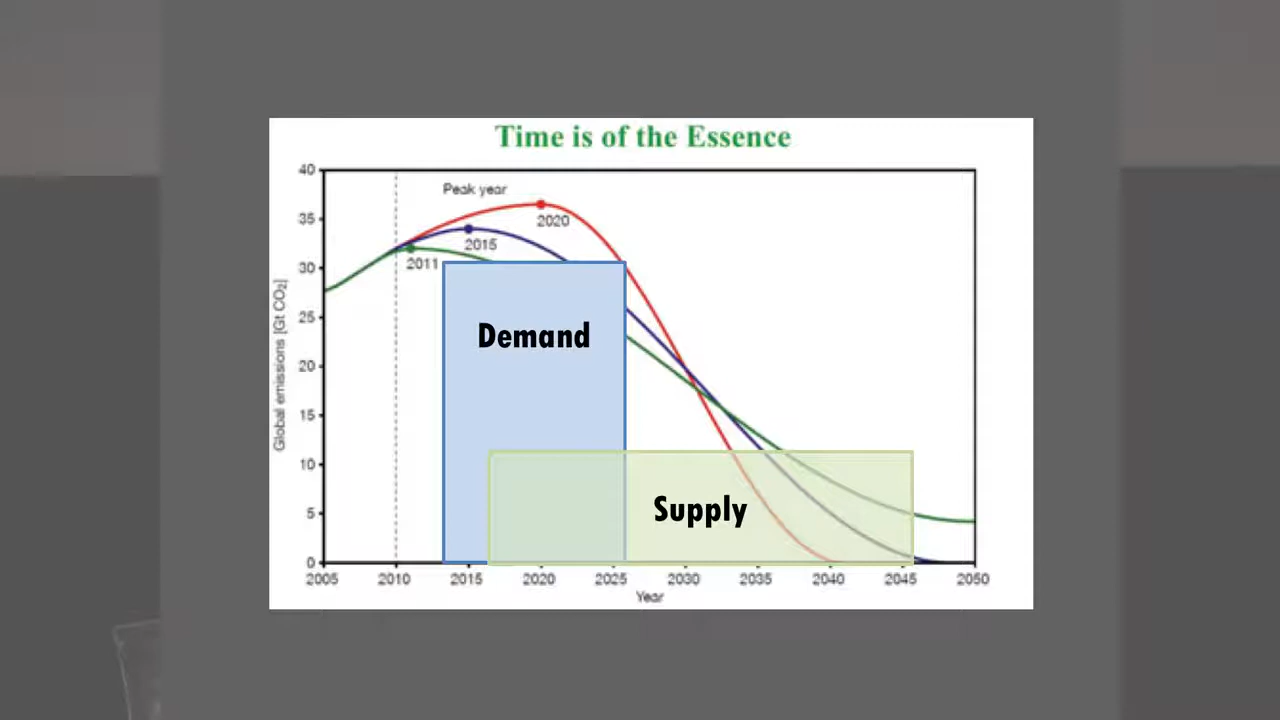 Time is of the Essence
40
Peak year
35
2020
2015
2011
30
25
Demand
20
15
10
Supply
5
0
Global emissions [Gt CO₂]
2005 2010 2015 2020 2025 2030 2035 2040 2045 2050
Year